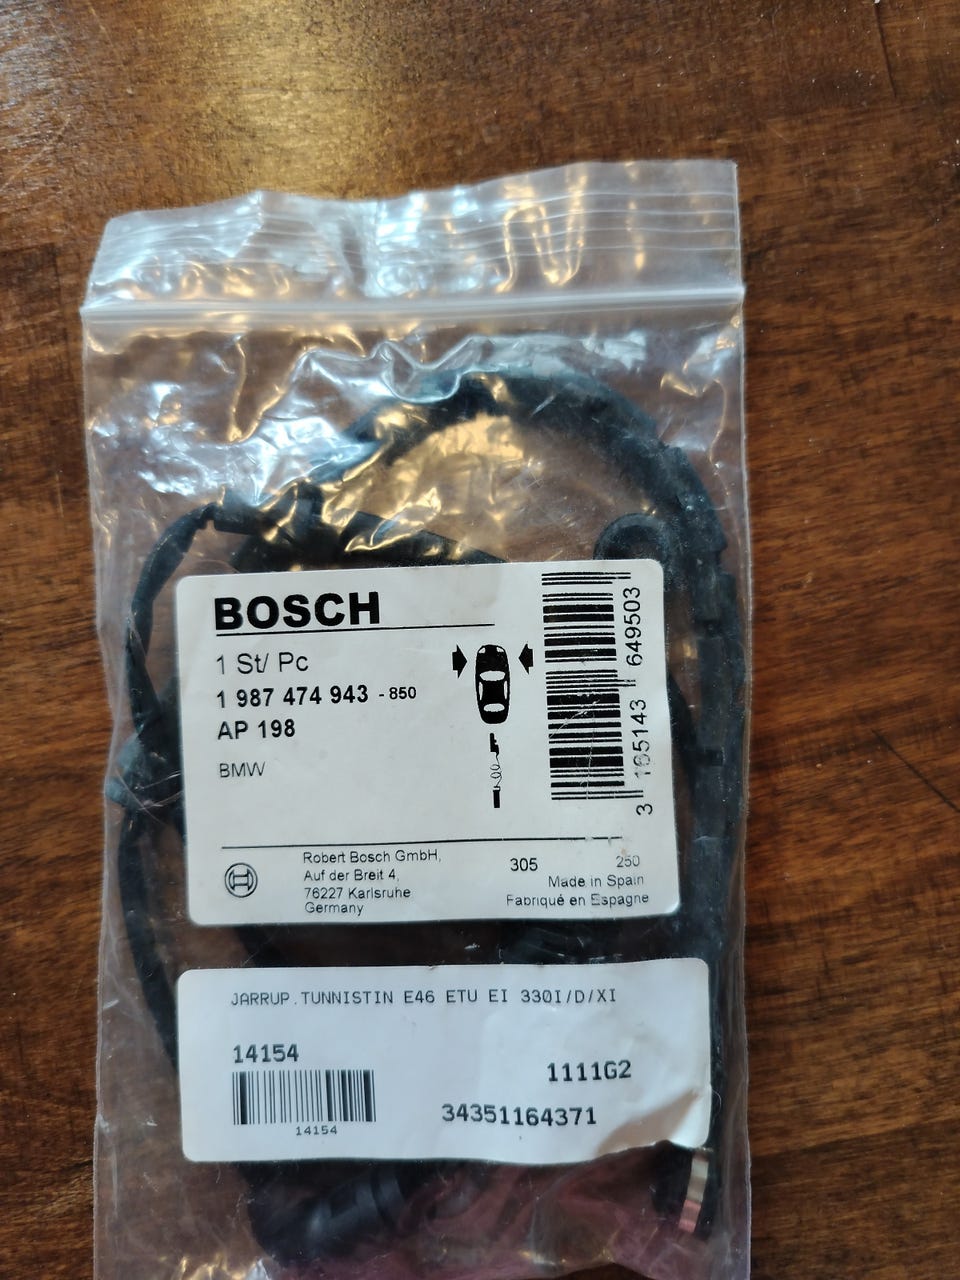 BOSCH
1 St/ Pc
1 987 474 943 - 850
AP 198
BMW
3 165143 649503
Robert Bosch GmbH,
Auf der Breit 4,
76227 Karlsruhe
Germany
305
250
Made in Spain
Fabriqué en Espagne
JARRUP.TUNNISTIN E46 ETU EI 330I/D/XI
14154
1111G2
34351164371
14154